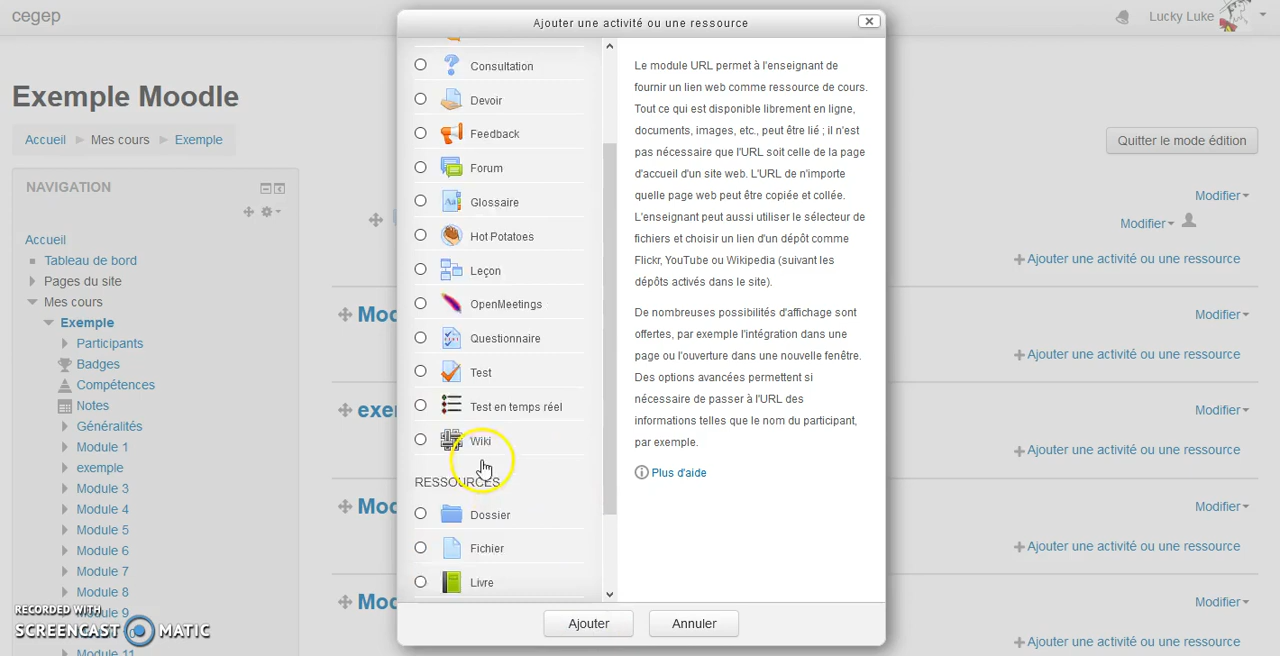 cegep
Lucky Luke
Exemple Moodle
Accueil Mes cours Exemple
Quitter le mode édition
NAVIGATION
Accueil
Tableau de bord
Pages du site
Mes cours
Exemple
Participants
Badges
Compétences
Notes
Généralités
Module 1
exemple
Module 3
Module 4
Module 5
Module 6
Module 7
Module 8
Module 9
Module 11
RECORDED WITH
SCREENCAST MATIC
Ajouter une activité ou une ressource
Consultation
Devoir
Feedback
Forum
Glossaire
Hot Potatoes
Leçon
OpenMeetings
Questionnaire
Test
Test en temps réel
Wiki
RESSOURCES
Dossier
Fichier
Livre
Le module URL permet à l'enseignant de
fournir un lien web comme ressource de cours.
Tout ce qui est disponible librement en ligne,
documents, images, etc., peut être lié ; il n'est
pas nécessaire que l'URL soit celle de la page
d'accueil d'un site web. L'URL de n'importe
quelle page web peut être copiée et collée.
L'enseignant peut aussi utiliser le sélecteur de
fichiers et choisir un lien d'un dépôt comme
Flickr, YouTube ou Wikipedia (suivant les
dépôts activés dans le site).
De nombreuses possibilités d'affichage sont
offertes, par exemple l'intégration dans une
page ou l'ouverture dans une nouvelle fenêtre.
Des options avancées permettent si
nécessaire de passer à l'URL des
informations telles que le nom du participant,
par exemple.
Plus d'aide
Ajouter
Annuler
Modifier
Modifier
Ajouter une activité ou une ressource
Mod
Modifier
Ajouter une activité ou une ressource
exe
Modifier
Ajouter une activité ou une ressource
Mod
Modifier
Ajouter une activité ou une ressource
Mod
Modifier
Ajouter une activité ou une ressource